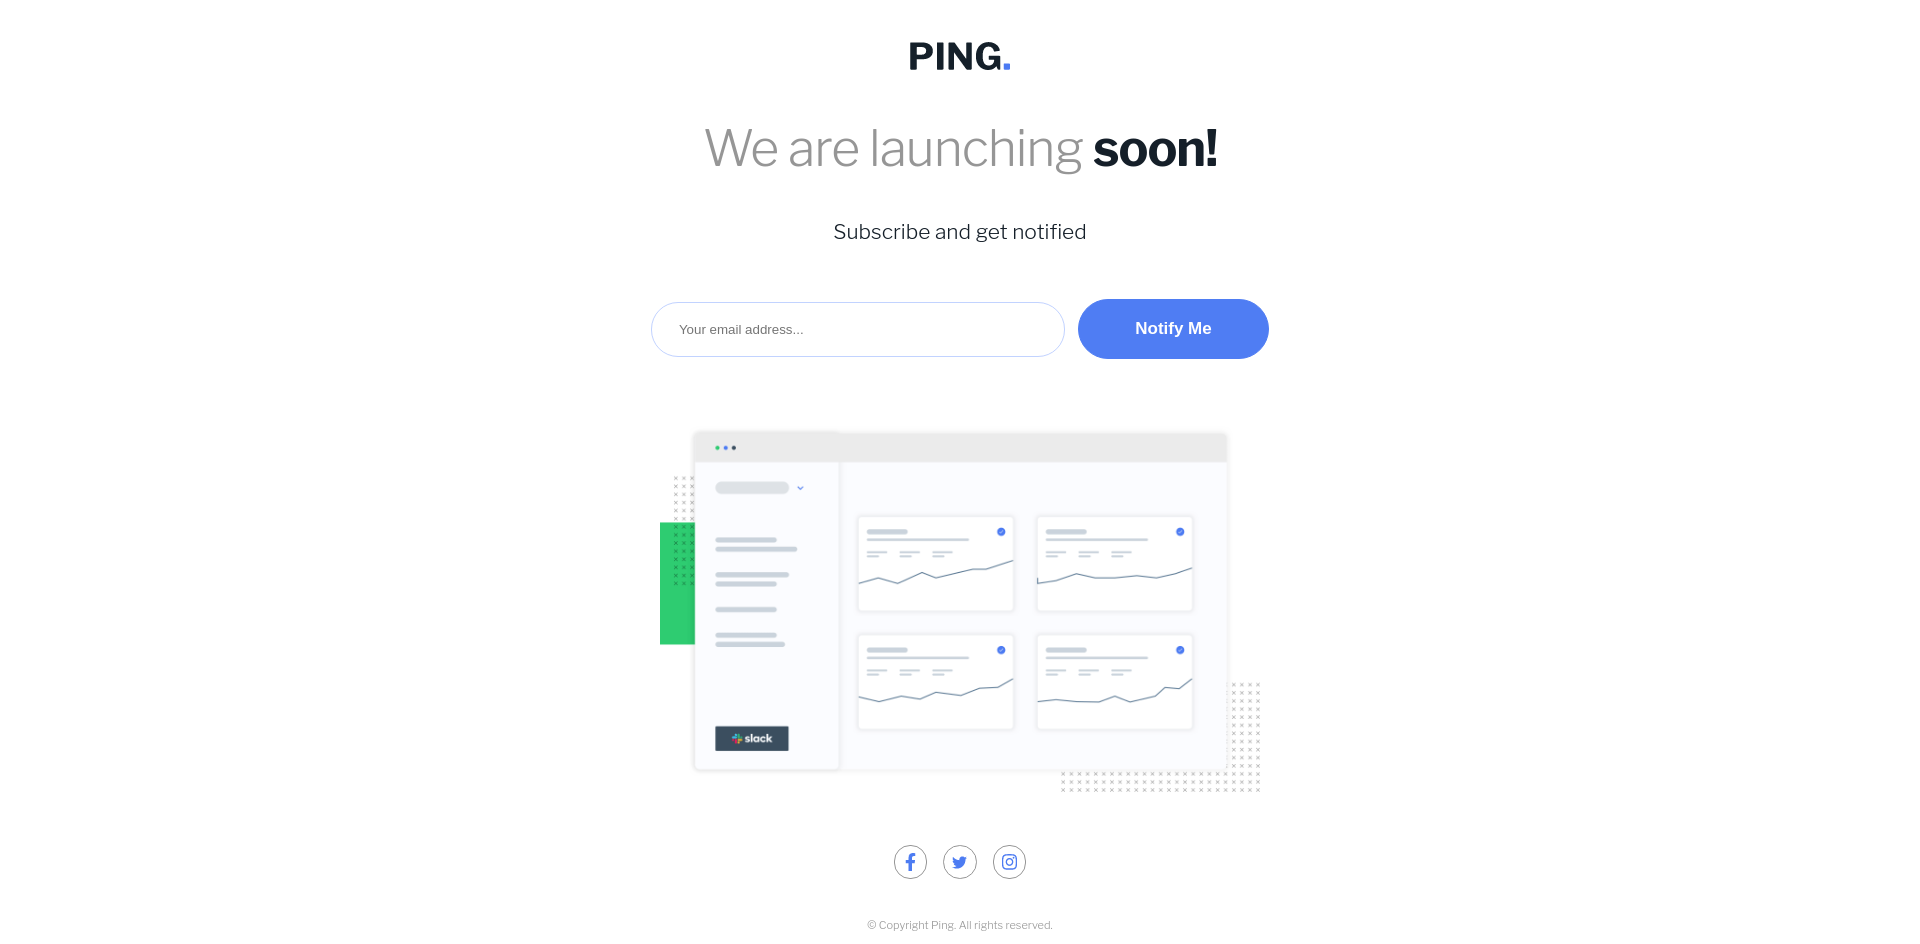 PING.
We are launching soon!
Subscribe and get notified
Your email address...
Notify Me
slack
© Copyright Ping. All rights reserved.